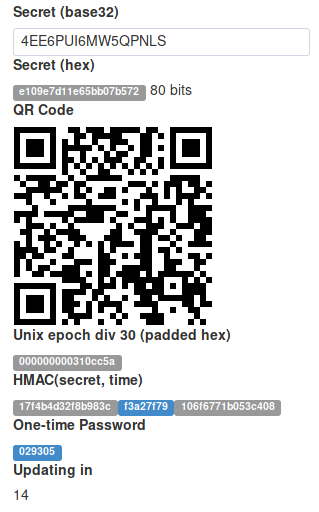 Secret (base32)
4EE6PUI6MW5QPNLS
Secret (hex)
e109e7d11e65bb07b572 80 bits
QR Code
Unix epoch div 30 (padded hex)
000000000310cc5a
HMAC(secret, time)
17f4b4d32f8b983c f3a27f79 106f6771b053c408
One-time Password
029305
Updating in
14